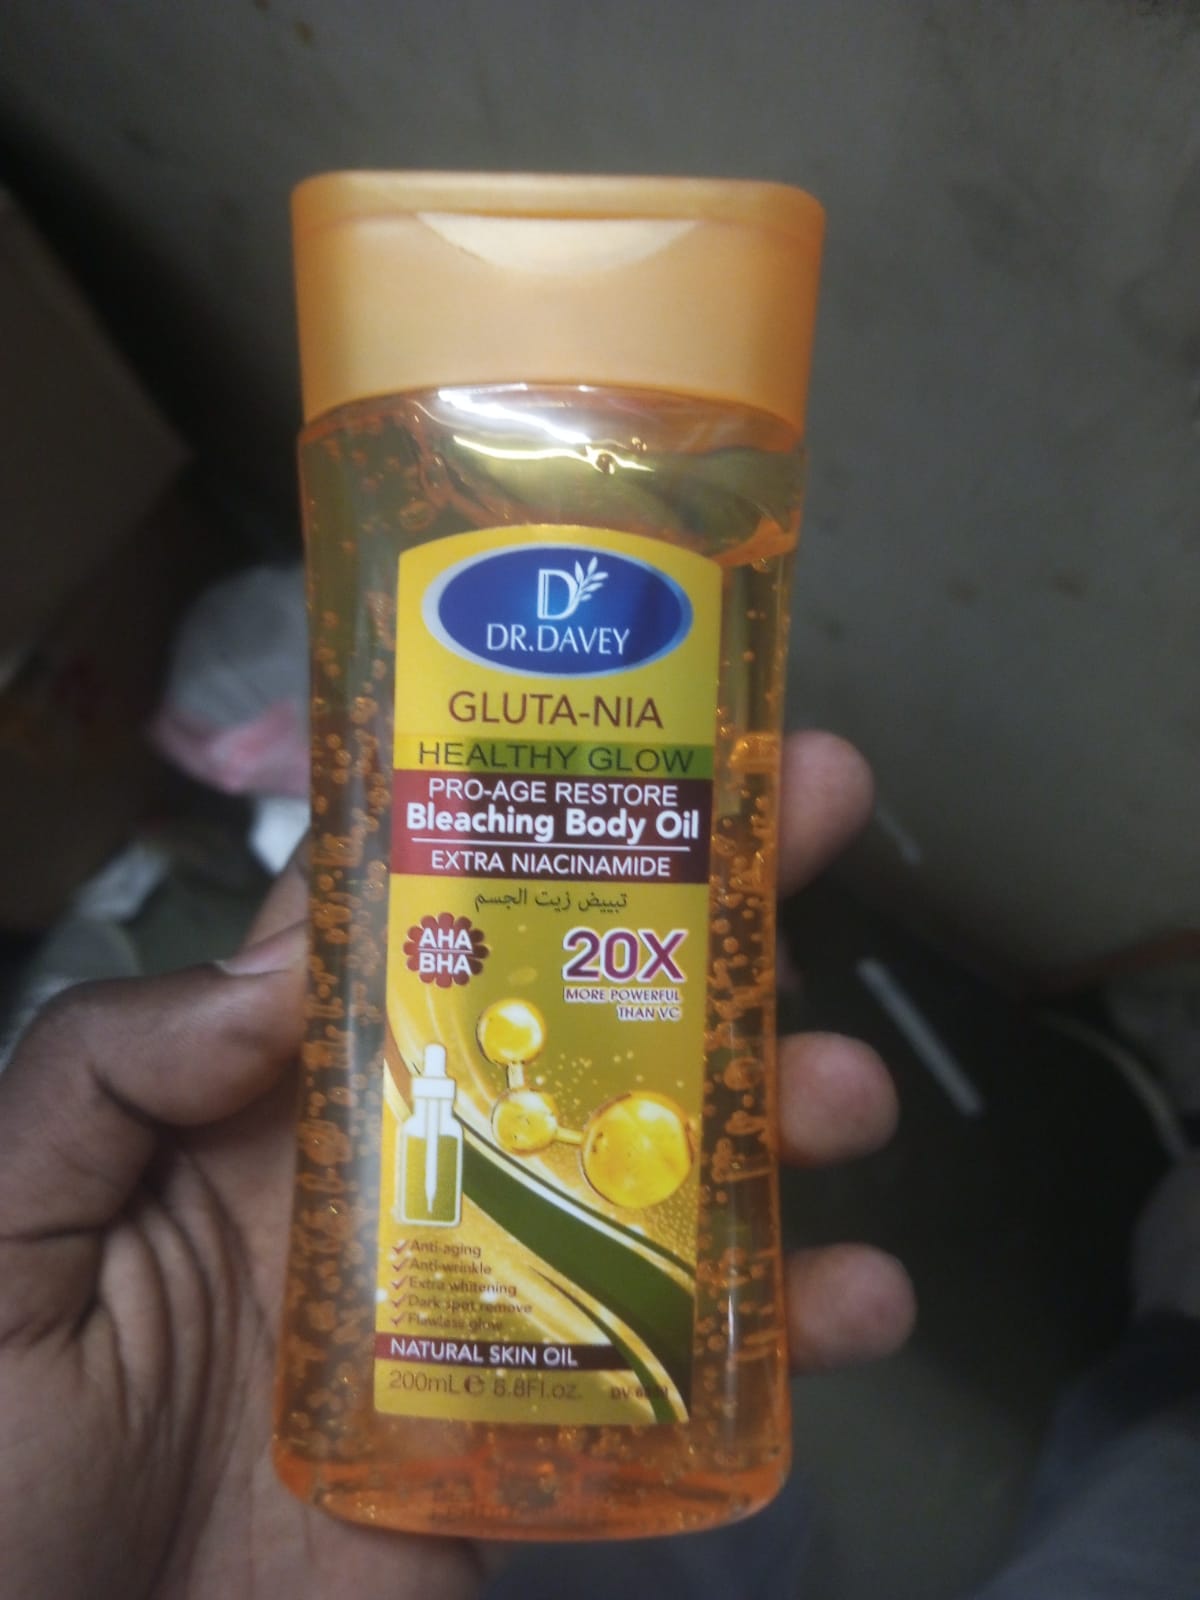 D
DR.DAVEY
GLUTA-NIA
HEALTHY GLOW
PRO-AGE RESTORE
Bleaching Body Oil
EXTRA NIACINAMIDE
تبييض زيت الجسم
AHA
BHA
20X
MORE POWERFUL
THAN VC
Anti-aging
Anti-wrinkle
Extra whitening
Dark spot remove
Flawless glow
NATURAL SKIN OIL
200mL ℮ 8.8Fl.oz.
DV